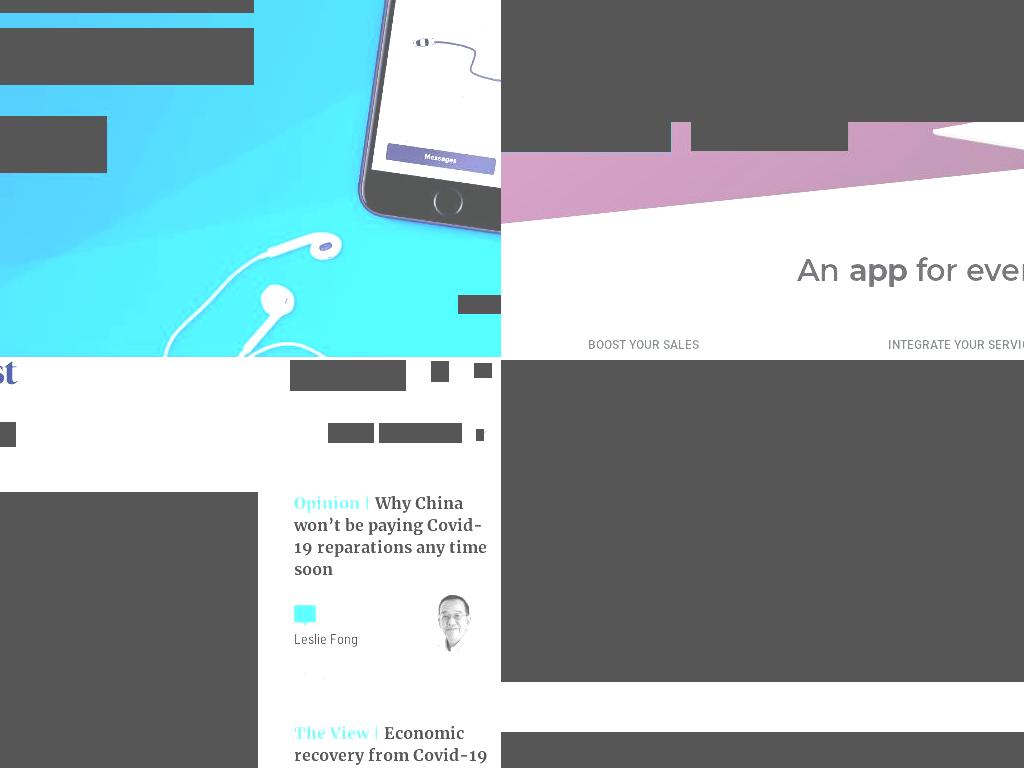 Messages
An app for ever
BOOST YOUR SALES
INTEGRATE YOUR SERVIC
st
Opinion | Why China
won't be paying Covid-
19 reparations any time
soon
Leslie Fong
The View | Economic
recovery from Covid-19